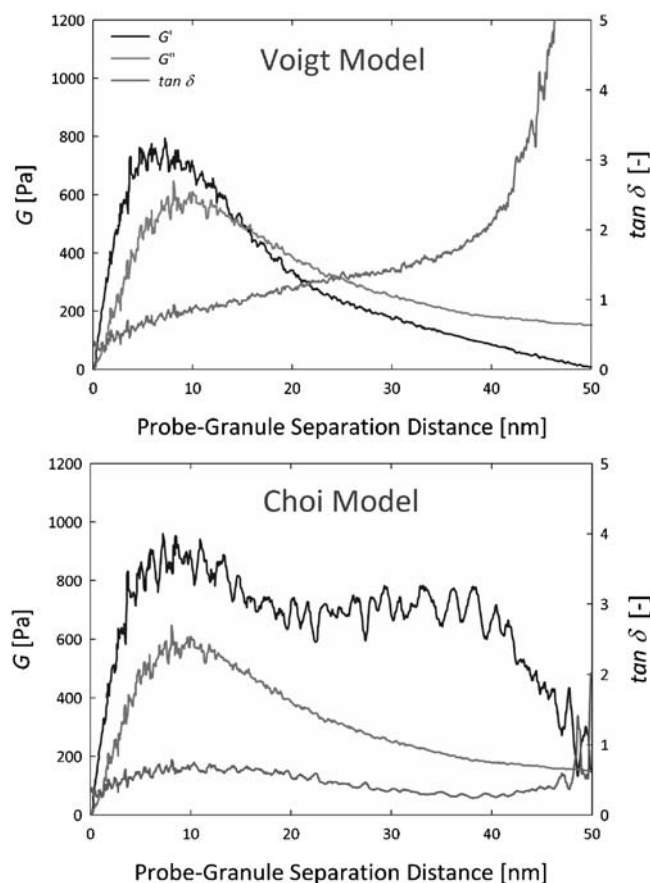 Voigt Model
G'
G"
tan δ
1200
1000
800
600
400
200
0
G [Pa]
5
4
3
2
1
0
tan δ [-]
0 10 20 30 40 50
Probe-Granule Separation Distance [nm]
Choi Model
1200
1000
800
600
400
200
0
G [Pa]
5
4
3
2
1
0
tan δ [-]
0 10 20 30 40 50
Probe-Granule Separation Distance [nm]